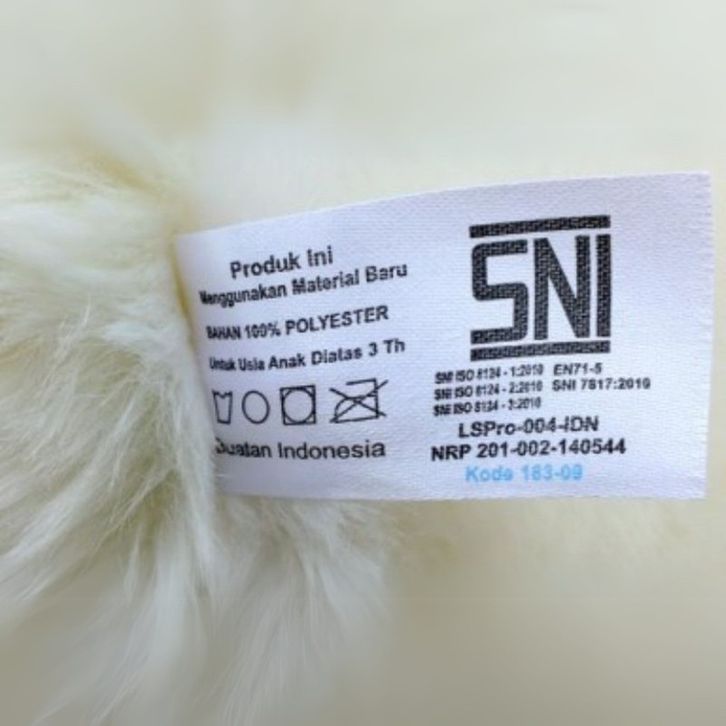 Produk Ini
Menggunakan Material Baru
BAHAN 100% POLYESTER
Untuk Usia Anak Diatas 3 Th
Buatan Indonesia
SNI
SNI ISO 8124 - 1:2010 EN71-5
SNI ISO 8124 - 2:2010 SNI 7617:2010
SNI ISO 8124 - 3:2010
LSPro-004-IDN
NRP 201-002-140544
Kode 183-09